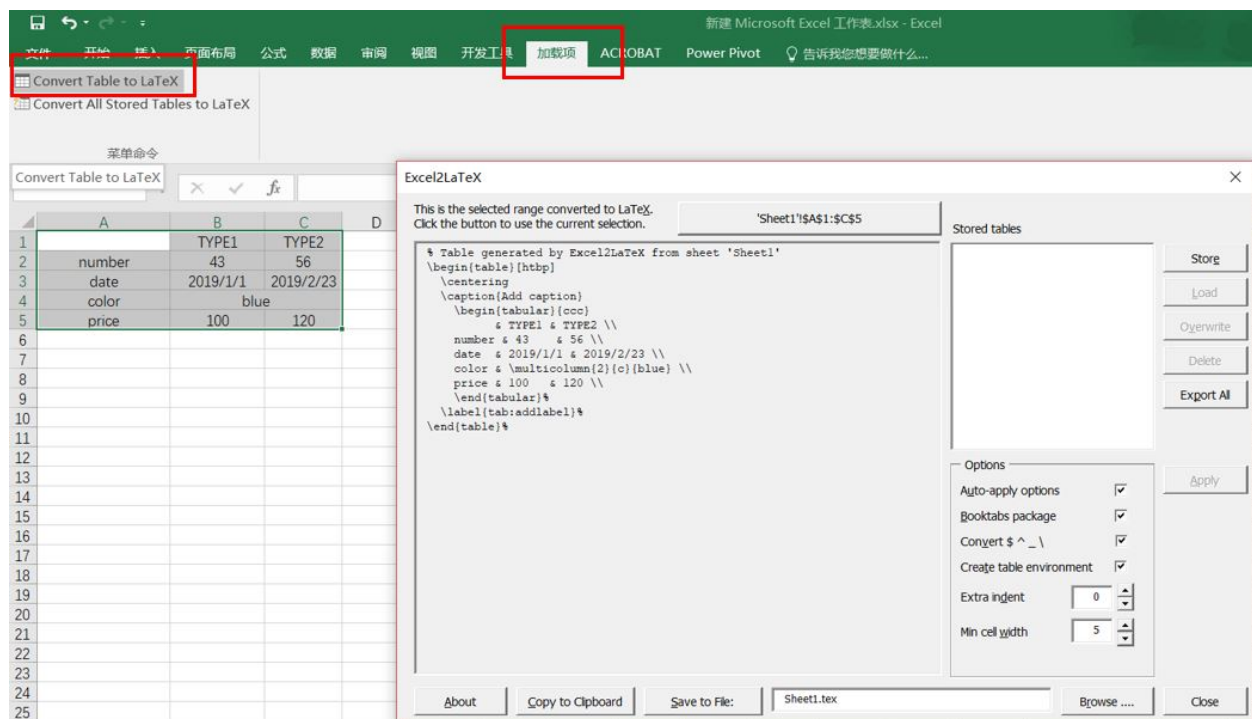 新建 Microsoft Excel 工作表.xlsx - Excel
文件 开始 插入 页面布局 公式 数据 审阅 视图 开发工具 加载项 ACROBAT Power Pivot 告诉我您想要做什么...
Convert Table to LaTeX
Convert All Stored Tables to LaTeX
菜单命令
Convert Table to LaTeX
fx
A B C D
1 TYPE1 TYPE2
2 number 43 56
3 date 2019/1/1 2019/2/23
4 color blue
5 price 100 120
6
7
8
9
10
11
12
13
14
15
16
17
18
19
20
21
22
23
24
25
Excel2LaTeX
This is the selected range converted to LaTeX.
Click the button to use the current selection.
'Sheet1'!$A$1:$C$5
% Table generated by Excel2LaTeX from sheet 'Sheet1'
\begin{table}[htbp]
\centering
\caption{Add caption}
\begin{tabular}{ccc}
& TYPE1 & TYPE2 \\
number & 43 & 56 \\
date & 2019/1/1 & 2019/2/23 \\
color & \multicolumn{2}{c}{blue} \\
price & 100 & 120 \\
\end{tabular}%
\label{tab:addlabel}%
\end{table}%
Stored tables
Store
Load
Overwrite
Delete
Export All
Options
Auto-apply options
Booktabs package
Convert $ ^ _ \
Create table environment
Extra indent 0
Min cell width 5
Apply
About Copy to Clipboard Save to File: Sheet1.tex Browse .... Close